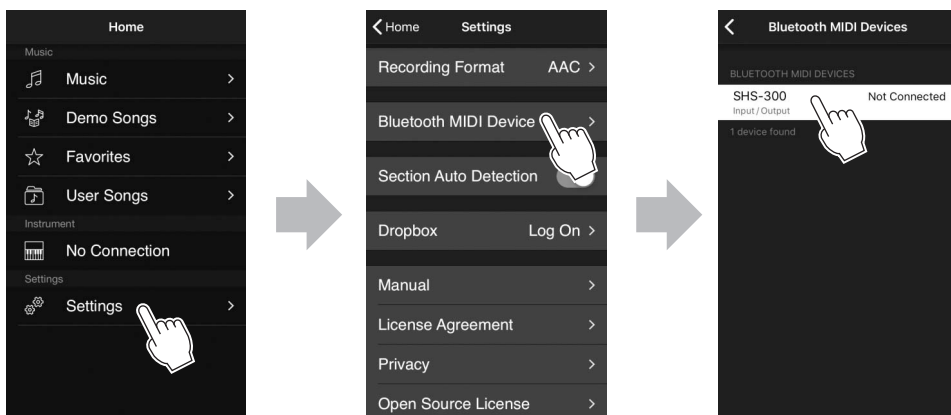 Home
Music
Music
Demo Songs
Favorites
User Songs
Instrument
No Connection
Settings
Settings
Home Settings
Recording Format AAC
Bluetooth MIDI Device
Section Auto Detection
Dropbox Log On
Manual
License Agreement
Privacy
Open Source License
Bluetooth MIDI Devices
BLUETOOTH MIDI DEVICES
SHS-300 Not Connected
Input / Output
1 device found